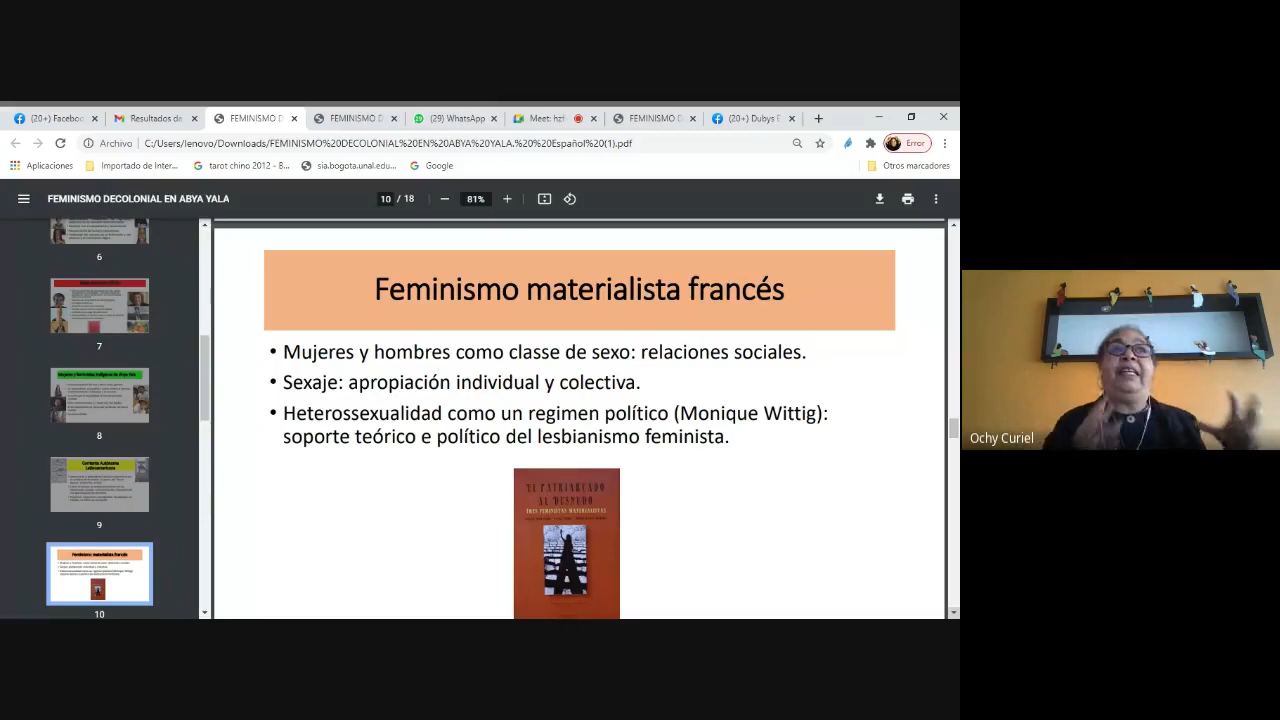 (20+) Faceboo
Resultados de
FEMINISMO D
FEMINISMO D
(29) WhatsApp
Meet: hzf
FEMINISMO D
(20+) Dubys E
Archivo
C:/Users/lenovo/Downloads/FEMINISMO%20DECOLONIAL%20EN%20ABYA%20YALA.%20%20Español%20%20(1).pdf
Error
Aplicaciones
Importado de Inter...
tarot chino 2012 - B...
sia.bogota.unal.edu...
Google
Otros marcadores
FEMINISMO DECOLONIAL EN ABYA YALA
10 / 18
81%
6
7
8
9
10
Feminismo materialista francés
• Mujeres y hombres como classe de sexo: relaciones sociales.
• Sexaje: apropiación individual y colectiva.
• Heterossexualidad como un regimen político (Monique Wittig):
soporte teórico e político del lesbianismo feminista.
EL PATRIARCADO
AL DESNUDO
TRES FEMINISTAS MATERIALISTAS
Ochy Curiel